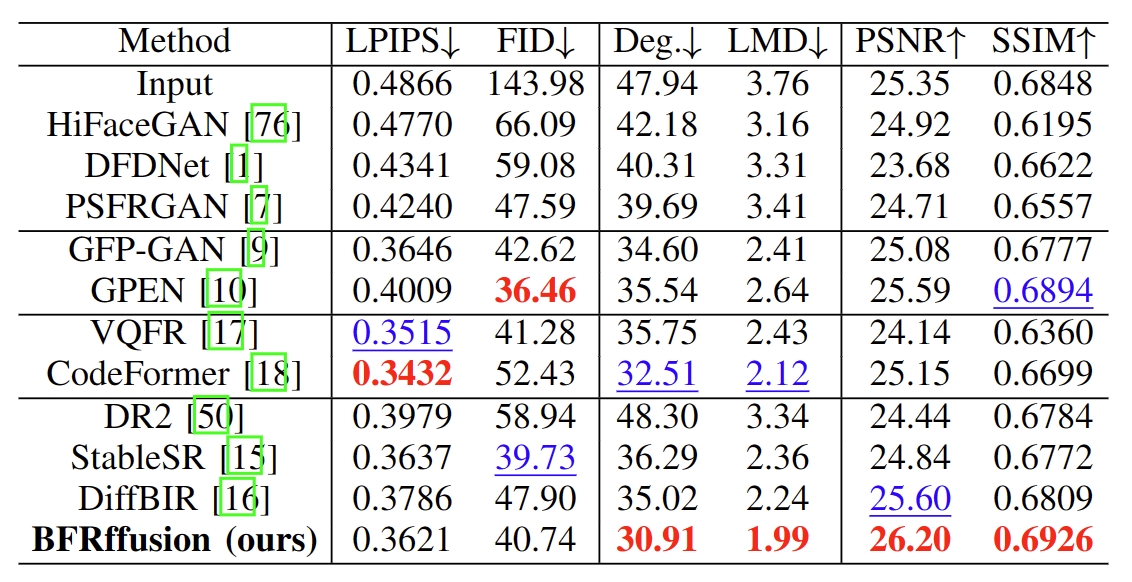 Method LPIPS↓ FID↓ Deg.↓ LMD↓ PSNR↑ SSIM↑
Input 0.4866 143.98 47.94 3.76 25.35 0.6848
HiFaceGAN [76] 0.4770 66.09 42.18 3.16 24.92 0.6195
DFDNet [1] 0.4341 59.08 40.31 3.31 23.68 0.6622
PSFRGAN [7] 0.4240 47.59 39.69 3.41 24.71 0.6557
GFP-GAN [9] 0.3646 42.62 34.60 2.41 25.08 0.6777
GPEN [10] 0.4009 36.46 35.54 2.64 25.59 0.6894
VQFR [17] 0.3515 41.28 35.75 2.43 24.14 0.6360
CodeFormer [18] 0.3432 52.43 32.51 2.12 25.15 0.6699
DR2 [50] 0.3979 58.94 48.30 3.34 24.44 0.6784
StableSR [15] 0.3637 39.73 36.29 2.36 24.84 0.6772
DiffBIR [16] 0.3786 47.90 35.02 2.24 25.60 0.6809
BFRffusion (ours) 0.3621 40.74 30.91 1.99 26.20 0.6926